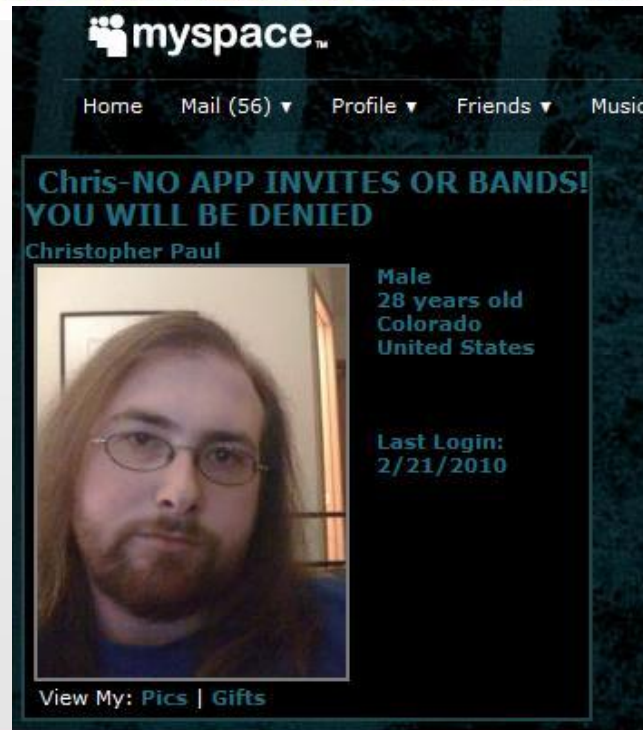 myspace™
Home Mail (56) ▾ Profile ▾ Friends ▾ Music
Chris-NO APP INVITES OR BANDS!
YOU WILL BE DENIED
Christopher Paul
Male
28 years old
Colorado
United States
Last Login:
2/21/2010
View My: Pics | Gifts